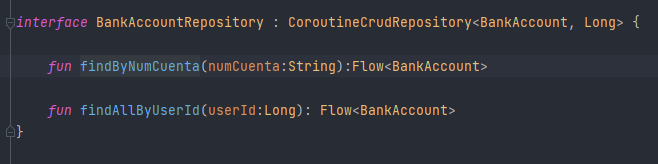 interface BankAccountRepository : CoroutineCrudRepository<BankAccount, Long> {
fun findByNumCuenta(numCuenta:String):Flow<BankAccount>
fun findAllByUserId(userId:Long): Flow<BankAccount>
}